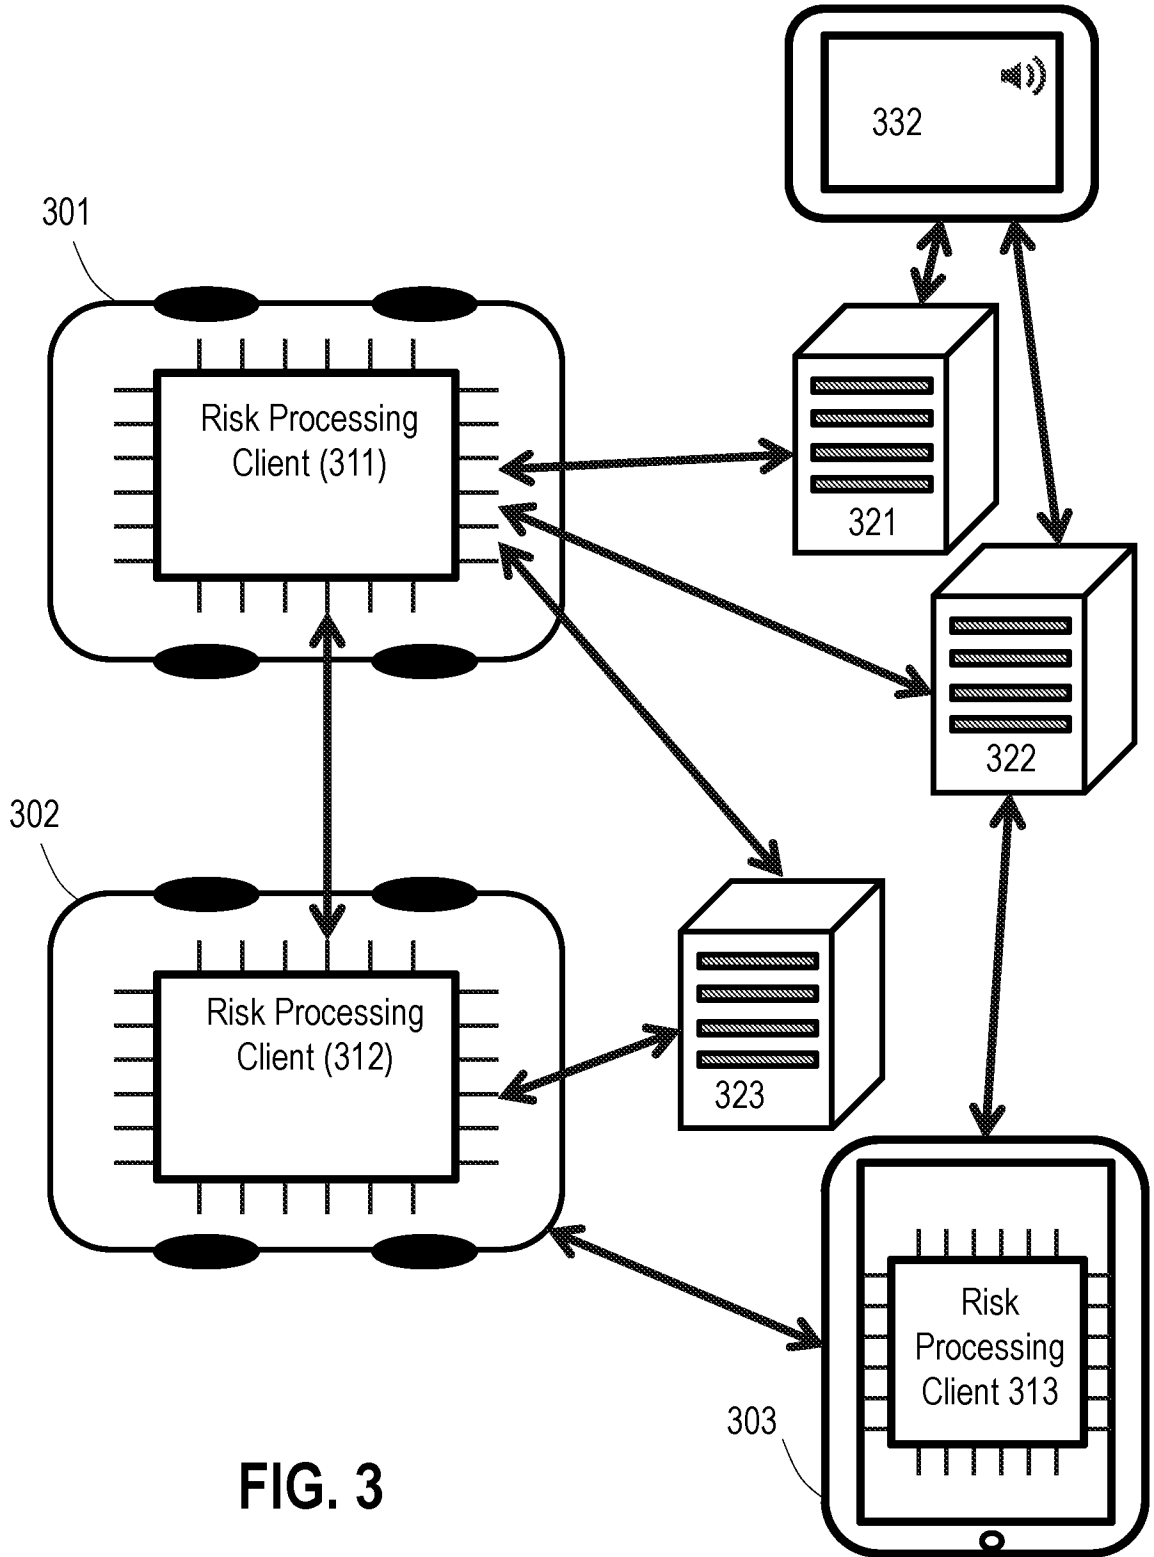 332
301
Risk Processing
Client (311)
321
322
302
Risk Processing
Client (312)
323
Risk
Processing
Client 313
303
FIG. 3